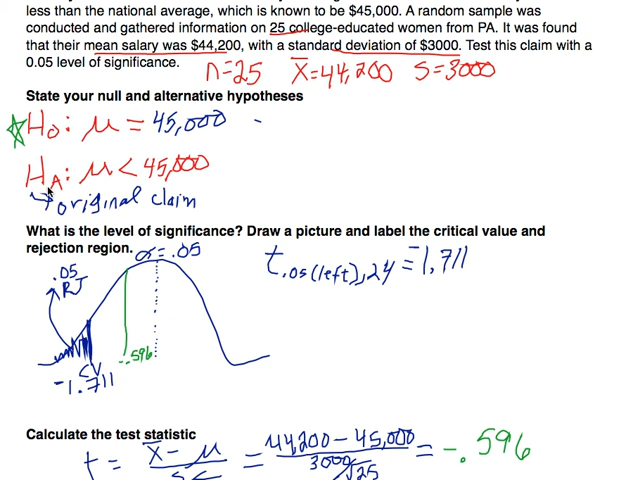 less than the national average, which is known to be $45,000. A random sample was
conducted and gathered information on 25 college-educated women from PA. It was found
that their mean salary was $44,200, with a standard deviation of $3000. Test this claim with a
0.05 level of significance.
n=25 x̄=44,200 s=3000
State your null and alternative hypotheses
H₀: μ = 45,000
H_A: μ < 45,000
original claim
What is the level of significance? Draw a picture and label the critical value and
rejection region.
α=.05
t.05(left),24 = -1.711
.05
RJ
-.596
CV
-1.711
Calculate the test statistic
t = x̄ - μ = 44,200 - 45,000 = -.596
3000/√25